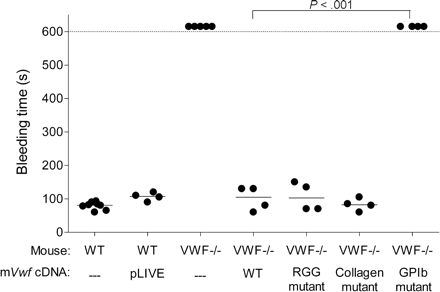 P < .001
Bleeding time (s)
600
500
400
300
200
100
0
Mouse: WT WT VWF-/- VWF-/- VWF-/- VWF-/- VWF-/-
mVwf cDNA: --- pLIVE --- WT RGG Collagen GPIb
mutant mutant mutant